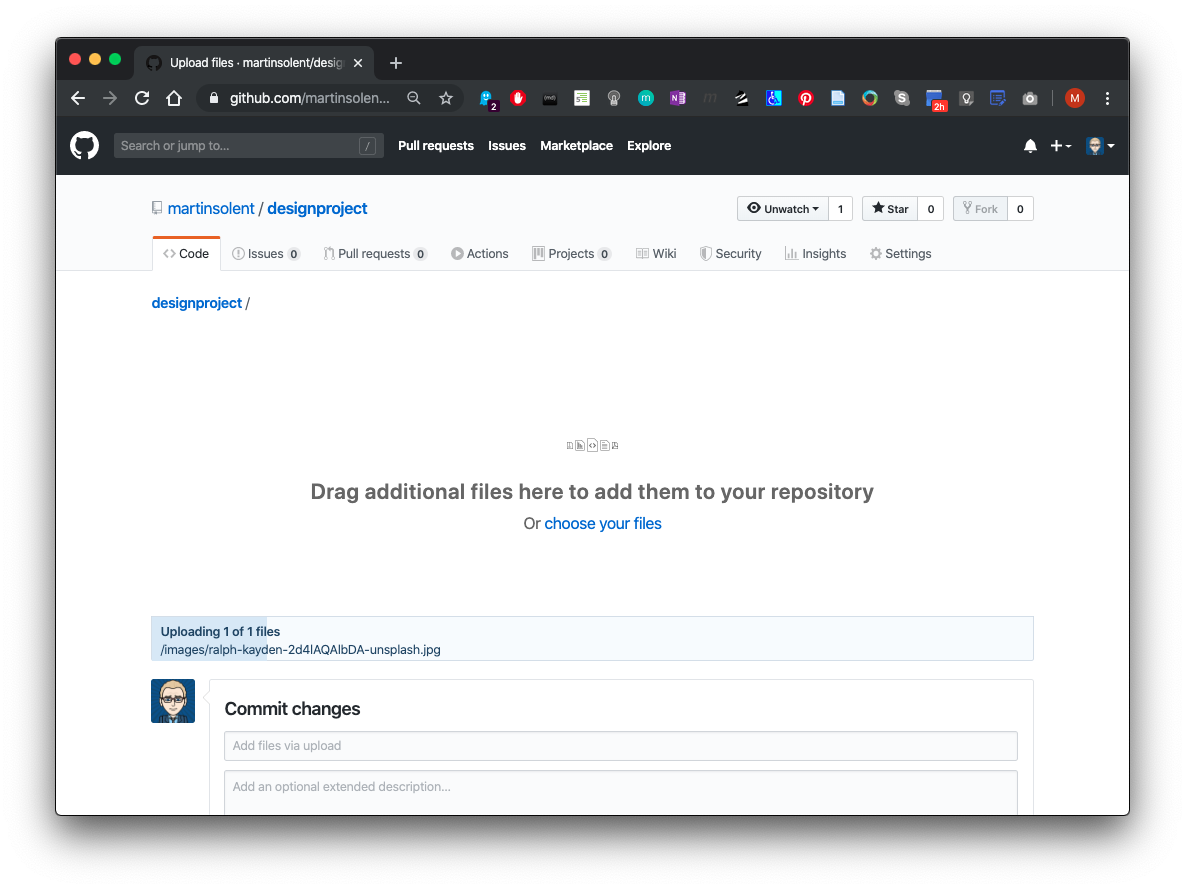 Upload files · martinsolent/desig
github.com/martinsolen...
2
2h
M
Search or jump to... /
Pull requests Issues Marketplace Explore
martinsolent / designproject
Unwatch 1 Star 0 Fork 0
Code Issues 0 Pull requests 0 Actions Projects 0 Wiki Security Insights Settings
designproject /
Drag additional files here to add them to your repository
Or choose your files
Uploading 1 of 1 files
/images/ralph-kayden-2d4lAQAlbDA-unsplash.jpg
Commit changes
Add files via upload
Add an optional extended description...